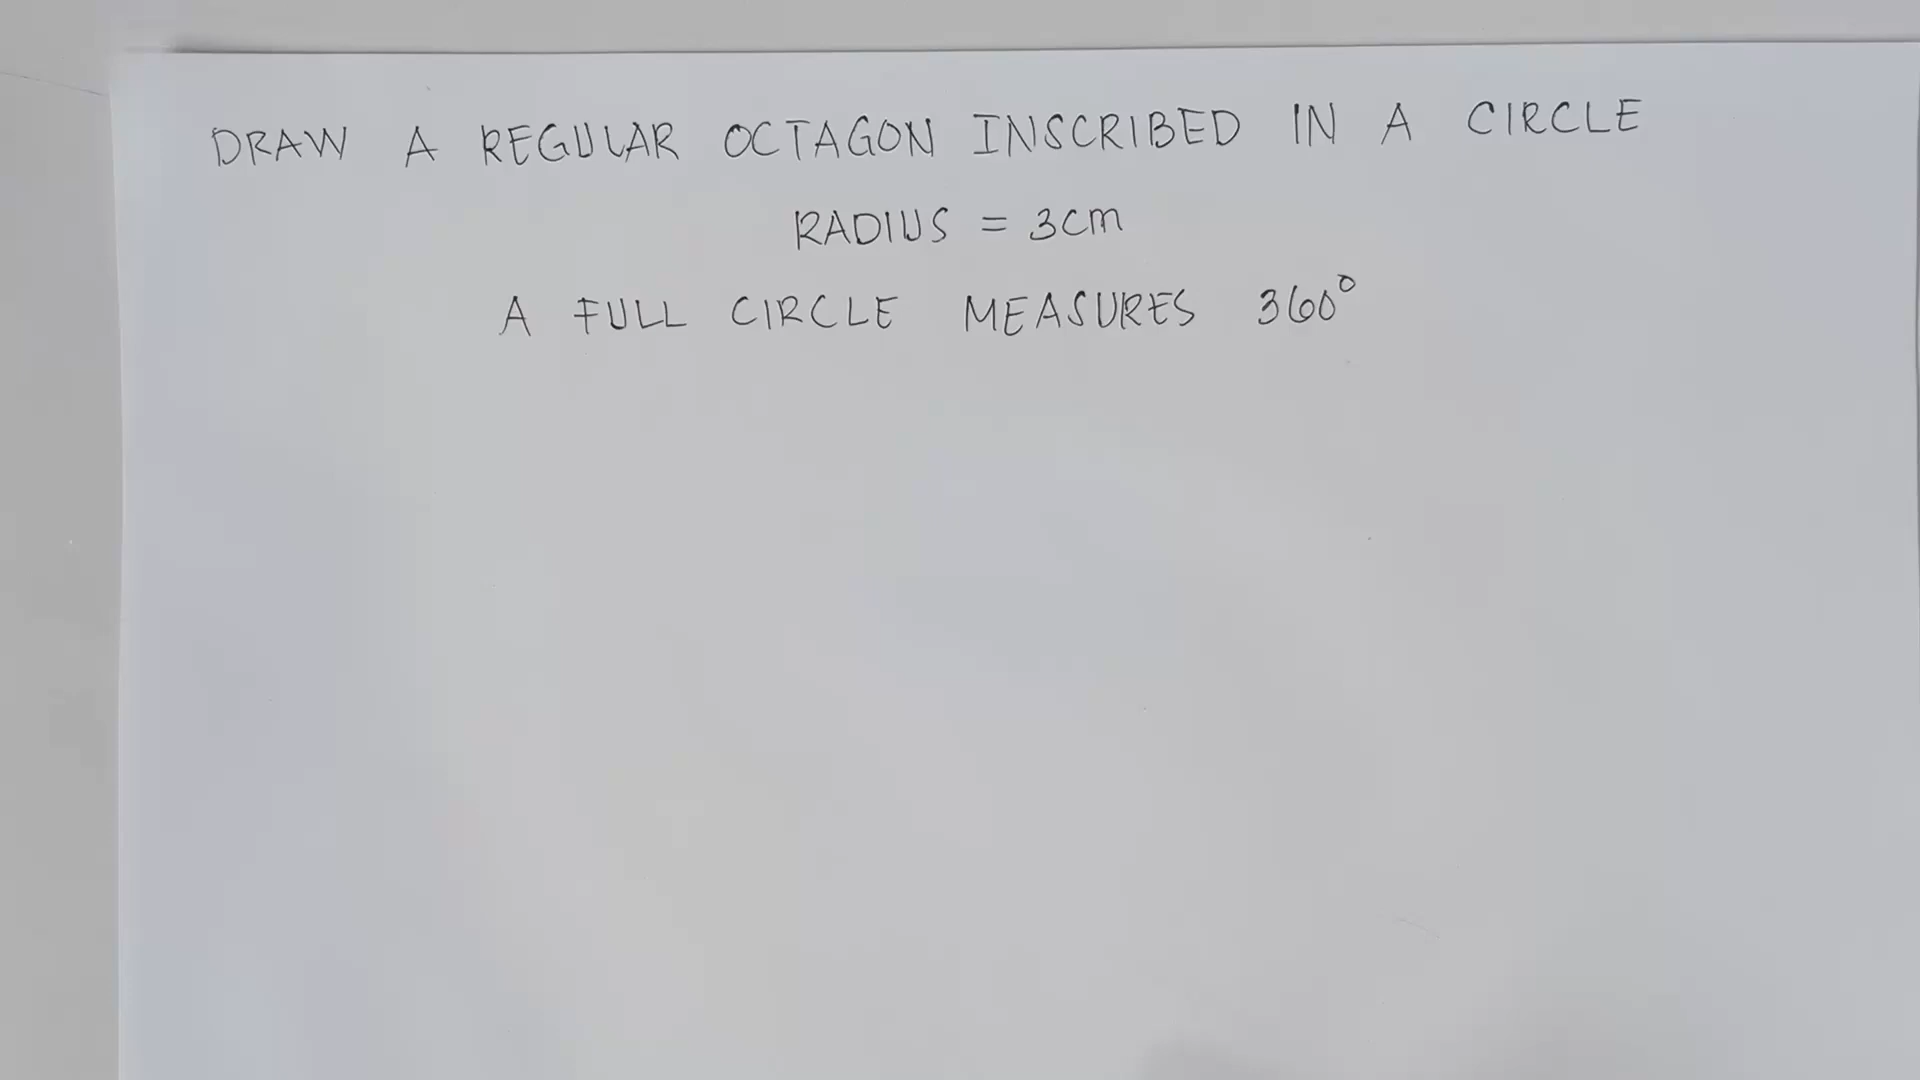 DRAW A REGULAR OCTAGON INSCRIBED IN A CIRCLE
RADIUS = 3cm
A FULL CIRCLE MEASURES 360°